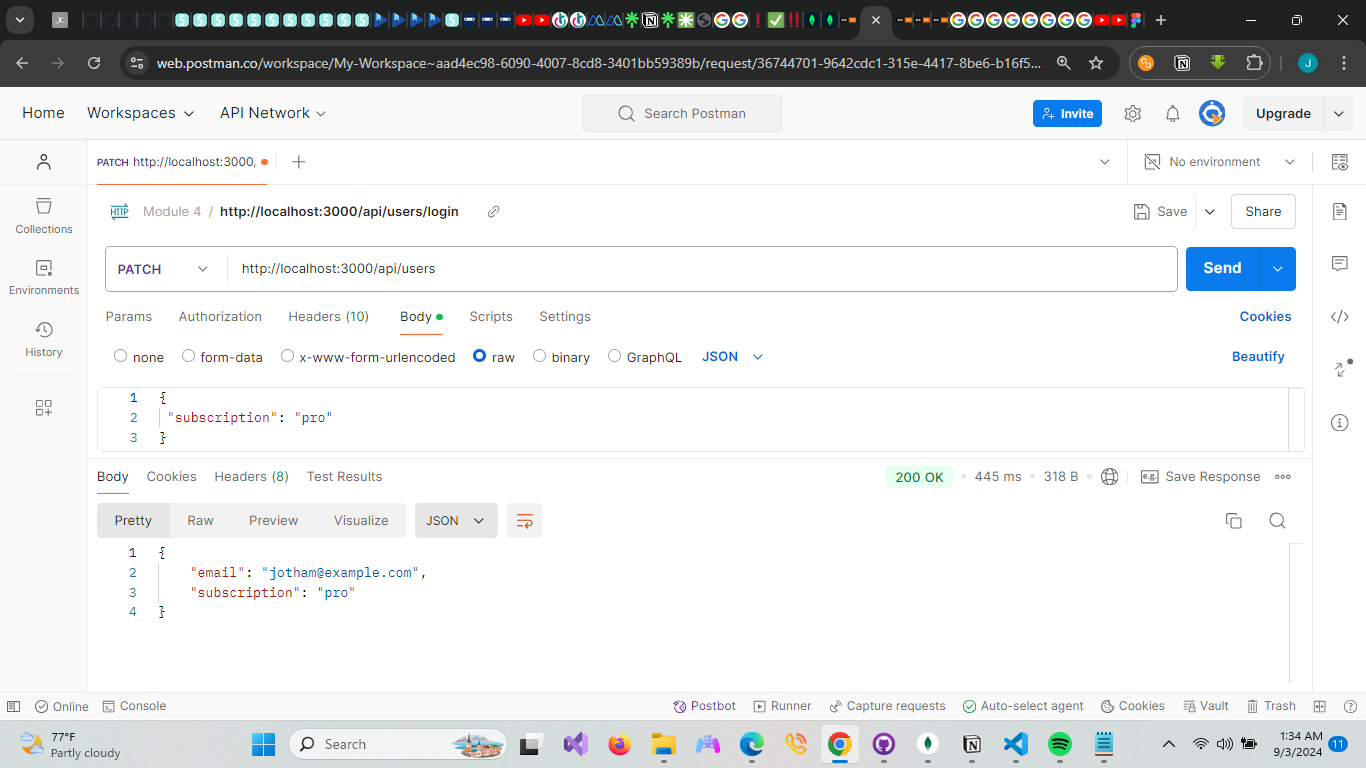 web.postman.co/workspace/My-Workspace~aad4ec98-6090-4007-8cd8-3401bb59389b/request/36744701-9642cdc1-315e-4417-8be6-b16f5...
J
Home
Workspaces
API Network
Search Postman
Invite
Upgrade
PATCH http://localhost:3000/
No environment
HTTP
Module 4 / http://localhost:3000/api/users/login
Save
Share
Collections
PATCH
http://localhost:3000/api/users
Send
Environments
Params
Authorization
Headers (10)
Body
Scripts
Settings
Cookies
History
none
form-data
x-www-form-urlencoded
raw
binary
GraphQL
JSON
Beautify
1 {
2 "subscription": "pro"
3 }
Body
Cookies
Headers (8)
Test Results
200 OK
445 ms
318 B
e.g.
Save Response
Pretty
Raw
Preview
Visualize
JSON
1 {
2 "email": "jotham@example.com",
3 "subscription": "pro"
4 }
Online
Console
Postbot
Runner
Capture requests
Auto-select agent
Cookies
Vault
Trash
77°F
Partly cloudy
Search
1:34 AM
9/3/2024
11